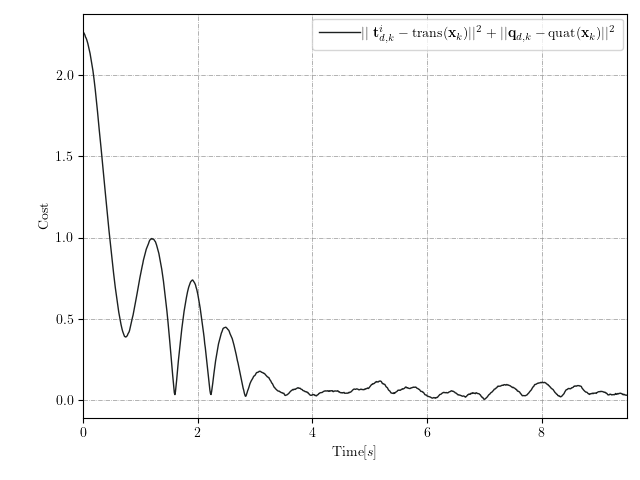 || t^i_{d,k} − trans(x_k)||^2 + ||q_{d,k} − quat(x_k)||^2
2.0
1.5
1.0
0.5
0.0
Cost
0 2 4 6 8
Time[s]